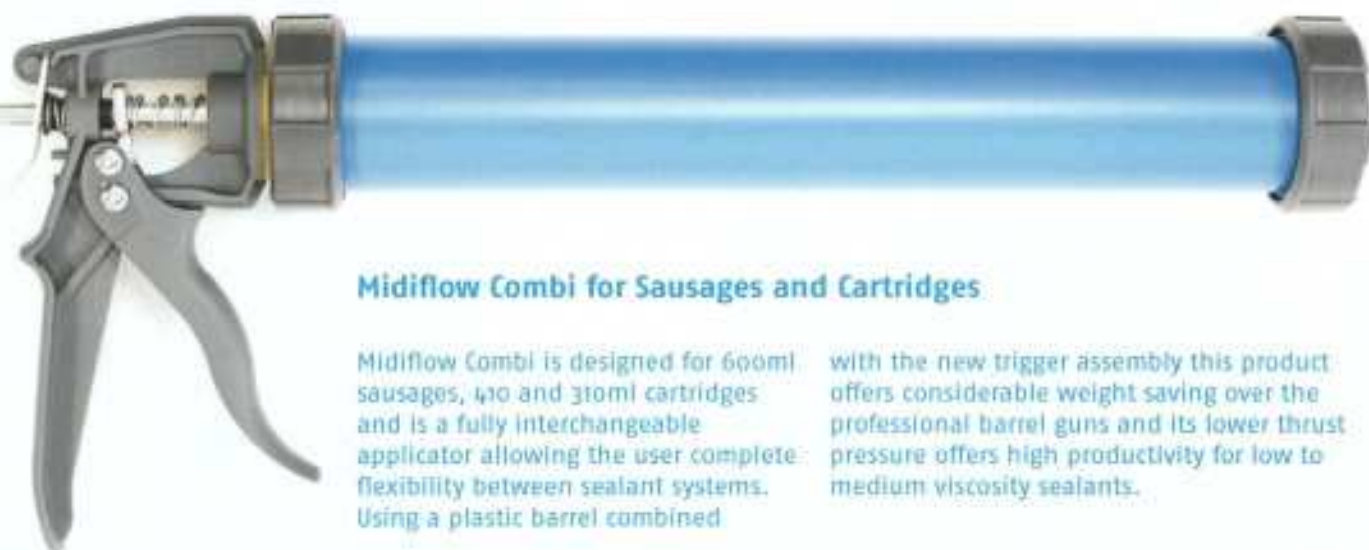 Midiflow Combi for Sausages and Cartridges
Midiflow Combi is designed for 600ml
sausages, 410 and 310ml cartridges
and is a fully interchangeable
applicator allowing the user complete
flexibility between sealant systems.
Using a plastic barrel combined
with the new trigger assembly this product
offers considerable weight saving over the
professional barrel guns and its lower thrust
pressure offers high productivity for low to
medium viscosity sealants.